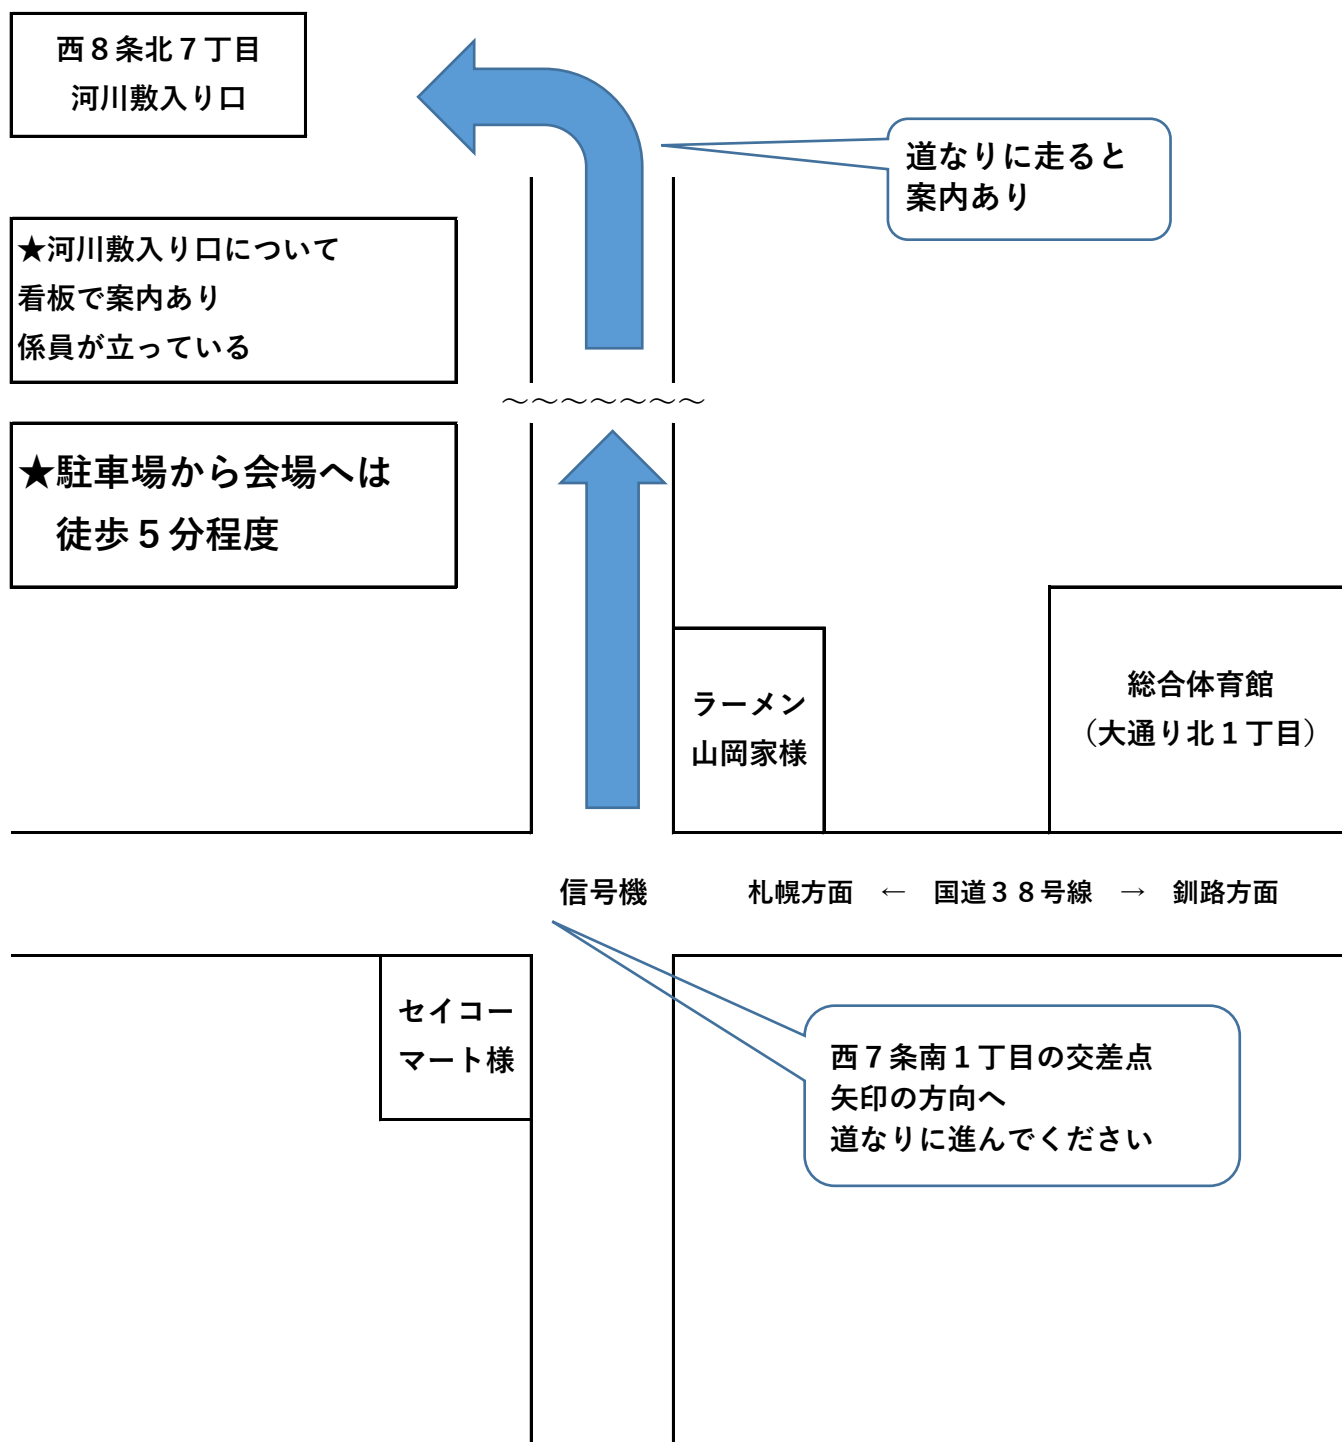 西８条北７丁目
河川敷入り口
道なりに走ると
案内あり
★河川敷入り口について
看板で案内あり
係員が立っている
～～～～～～～
★駐車場から会場へは
徒歩５分程度
ラーメン
山岡家様
総合体育館
（大通り北１丁目）
信号機
札幌方面　←　国道３８号線　→　釧路方面
セイコー
マート様
西７条南１丁目の交差点
矢印の方向へ
道なりに進んでください